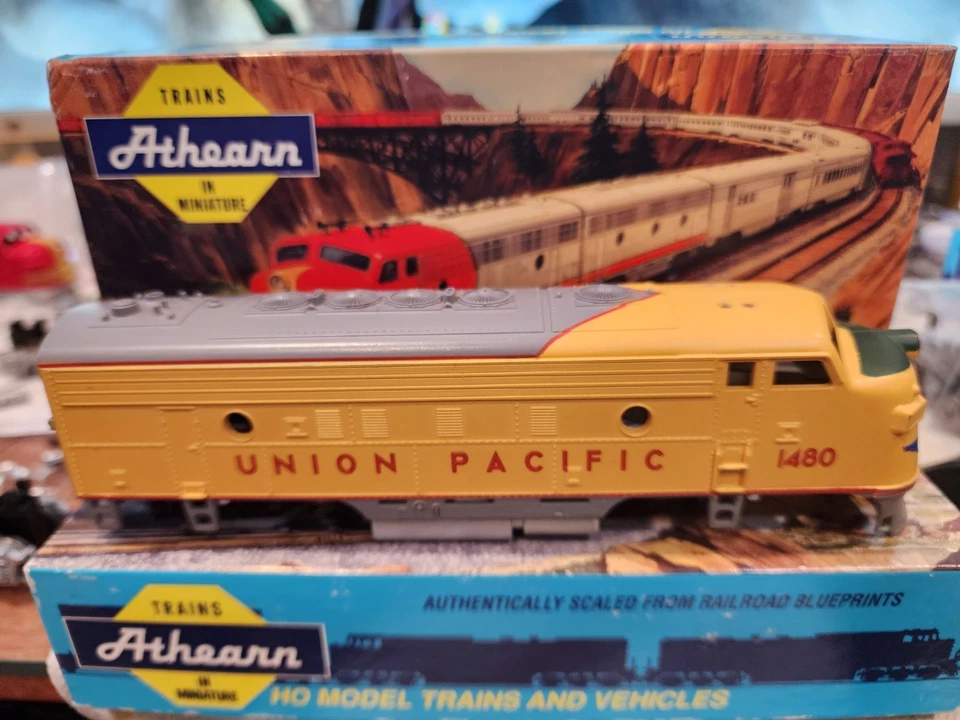 TRAINS
Athearn
IN
MINIATURE
UNION PACIFIC 1480
AUTHENTICALLY SCALED FROM RAILROAD BLUEPRINTS
TRAINS
Athearn
IN
MINIATURE
HO MODEL TRAINS AND VEHICLES